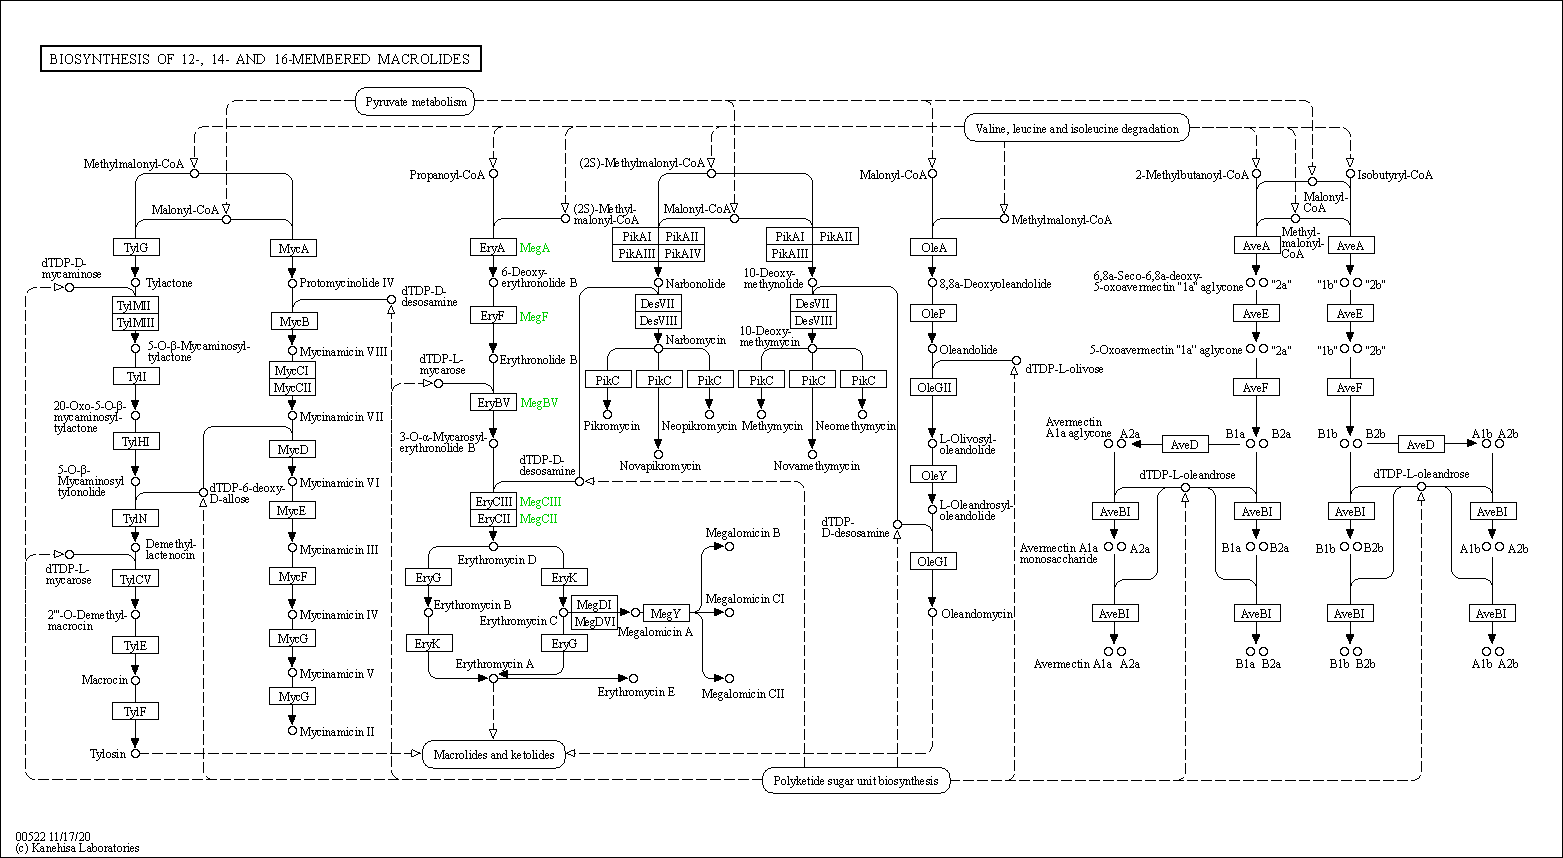 BIOSYNTHESIS OF 12-, 14- AND 16-MEMBERED MACROLIDES
Pyruvate metabolism
Valine, leucine and isoleucine degradation
Methylmalonyl-CoA
Malonyl-CoA
TylG
dTDP-D-
mycaminose
Tylactone
TylMII
TylMIII
5-O-β-Mycaminosyl-
tylactone
TylI
20-Oxo-5-O-β-
mycaminosyl-
tylactone
TylHI
5-O-β-
Mycaminosyl
tylonolide
dTDP-6-deoxy-
D-allose
TylN
Demethyl-
lactenocin
dTDP-L-
mycarose
TylCV
2'''-O-Demethyl-
macrocin
TylE
Macrocin
TylF
Tylosin
MycA
Protomycinolide IV
dTDP-D-
desosamine
MycB
Mycinamicin VIII
MycCI
MycCII
Mycinamicin VII
MycD
Mycinamicin VI
MycE
Mycinamicin III
MycF
Mycinamicin IV
MycG
Mycinamicin V
MycG
Mycinamicin II
Propanoyl-CoA
(2S)-Methyl-
malonyl-CoA
EryA MegA
6-Deoxy-
erythronolide B
EryF MegF
Erythronolide B
dTDP-L-
mycarose
EryBV MegBV
3-O-α-Mycarosyl-
erythronolide B
dTDP-D-
desosamine
EryCIII MegCIII
EryCII MegCII
Erythromycin D
EryG
EryK
Erythromycin B
Erythromycin C
MegDI
MegDVI
Megalomicin A
MegY
Megalomicin B
Megalomicin CI
Megalomicin CII
EryK
EryG
Erythromycin A
Erythromycin E
Macrolides and ketolides
(2S)-Methylmalonyl-CoA
Malonyl-CoA
PikAI PikAII
PikAIII PikAIV
Narbonolide
DesVII
DesVIII
Narbomycin
PikC PikC PikC
Pikromycin
Neopikromycin
Novapikromycin
PikAI PikAII
PikAIII
10-Deoxy-
methynolide
DesVII
DesVIII
10-Deoxy-
methymycin
PikC PikC PikC
Methymycin
Neomethymycin
Novamethymycin
Malonyl-CoA
Methylmalonyl-CoA
OleA
8,8a-Deoxyoleandolide
OleP
Oleandolide
dTDP-L-olivose
OleGII
L-Olivosyl-
oleandolide
OleY
L-Oleandrosyl-
oleandolide
dTDP-
D-desosamine
OleGI
Oleandomycin
Polyketide sugar unit biosynthesis
2-Methylbutanoyl-CoA
Isobutyryl-CoA
Malonyl-
CoA
Methyl-
malonyl-
CoA
AveA AveA
6,8a-Seco-6,8a-deoxy-
5-oxoavermectin "1a" aglycone "2a" "1b" "2b"
AveE AveE
5-Oxoavermectin "1a" aglycone "2a" "1b" "2b"
AveF AveF
Avermectin
A1a aglycone A2a AveD B1a B2a B1b B2b AveD A1b A2b
dTDP-L-oleandrose dTDP-L-oleandrose
AveBI AveBI AveBI AveBI
Avermectin A1a
monosaccharide A2a B1a B2a B1b B2b A1b A2b
AveBI AveBI AveBI AveBI
Avermectin A1a A2a B1a B2a B1b B2b A1b A2b
00522 11/17/20
(c) Kanehisa Laboratories